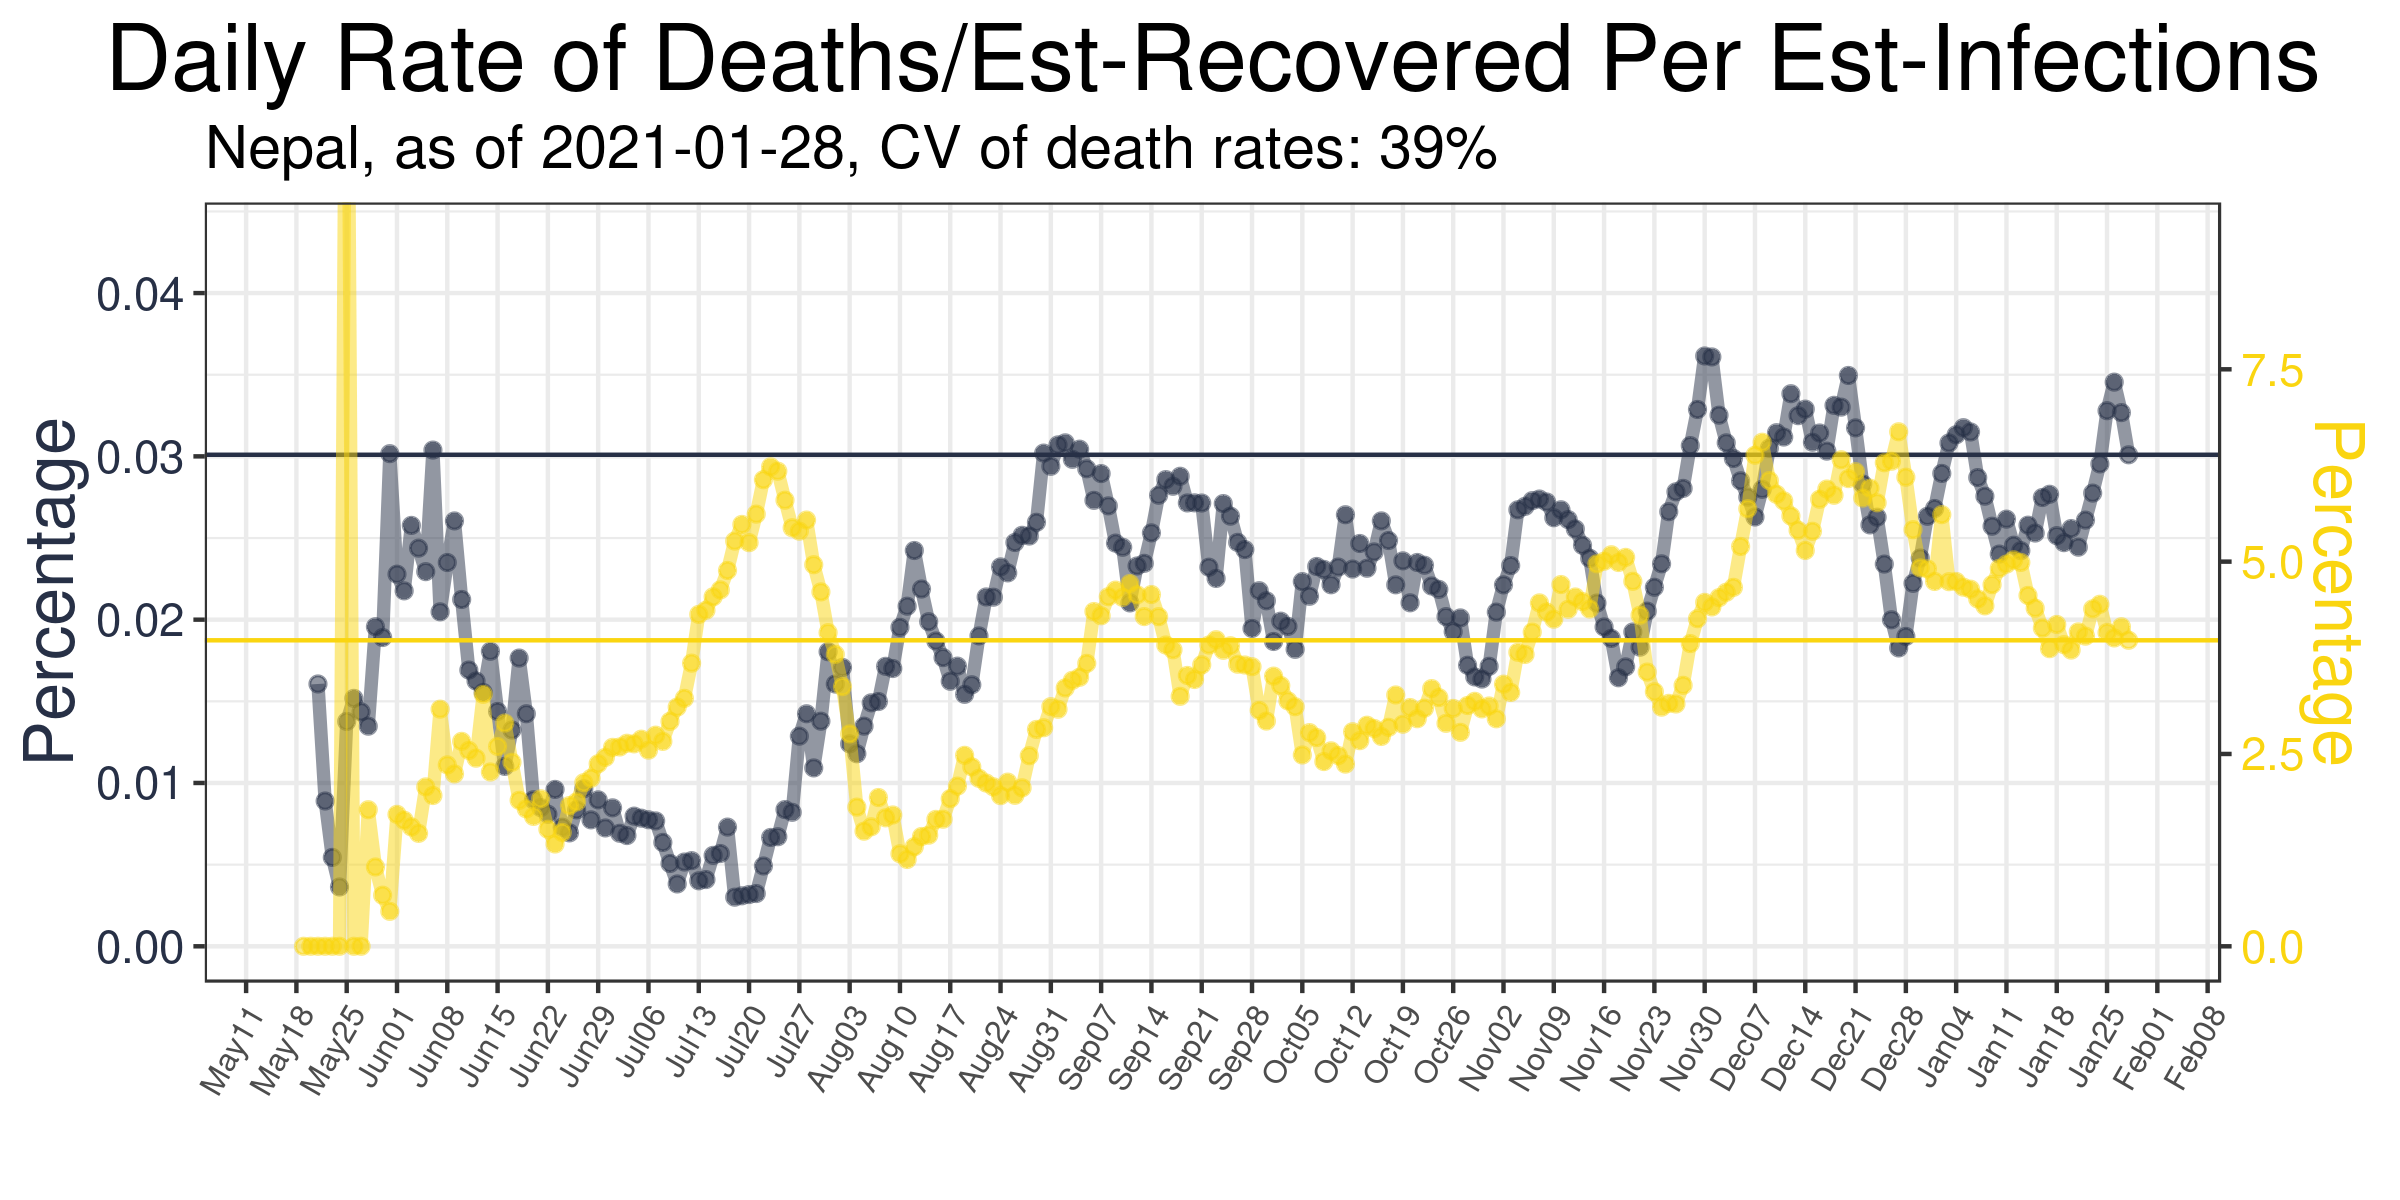 Daily Rate of Deaths/Est-Recovered Per Est-Infections
Nepal, as of 2021-01-28, CV of death rates: 39%
Percentage
0.04
0.03
0.02
0.01
0.00
7.5
5.0
2.5
0.0
Percentage
May11
May18
May25
Jun01
Jun08
Jun15
Jun22
Jun29
Jul06
Jul13
Jul20
Jul27
Aug03
Aug10
Aug17
Aug24
Aug31
Sep07
Sep14
Sep21
Sep28
Oct05
Oct12
Oct19
Oct26
Nov02
Nov09
Nov16
Nov23
Nov30
Dec07
Dec14
Dec21
Dec28
Jan04
Jan11
Jan18
Jan25
Feb01
Feb08